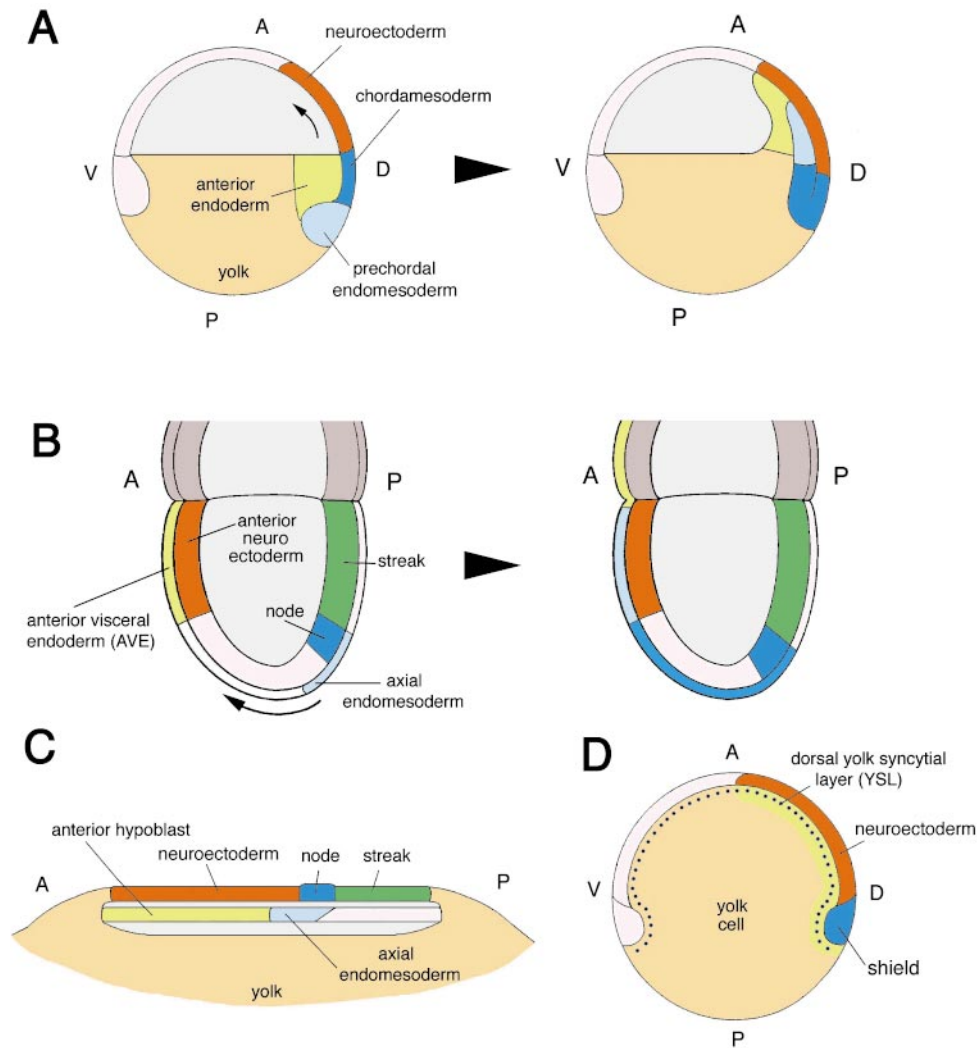 A
A
neuroectoderm
chordamesoderm
V
D
anterior
endoderm
yolk
prechordal
endomesoderm
P
A
V
D
P
B
A
P
anterior
neuro
ectoderm
streak
node
anterior visceral
endoderm (AVE)
axial
endomesoderm
A
P
C
anterior hypoblast
neuroectoderm
node
streak
A
P
axial
endomesoderm
yolk
D
A
dorsal yolk syncytial
layer (YSL)
neuroectoderm
V
D
yolk
cell
shield
P